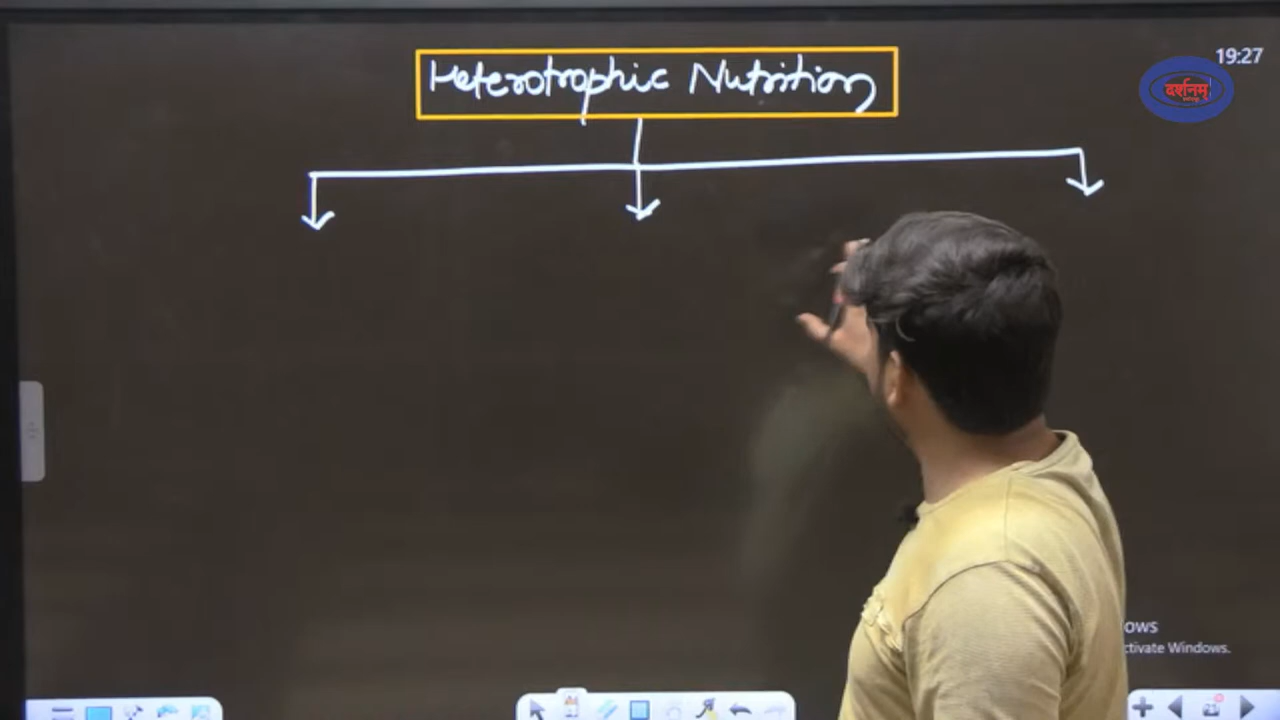 Heterotrophic Nutrition
19:27
दर्शनम्
ows
ctivate Windows.